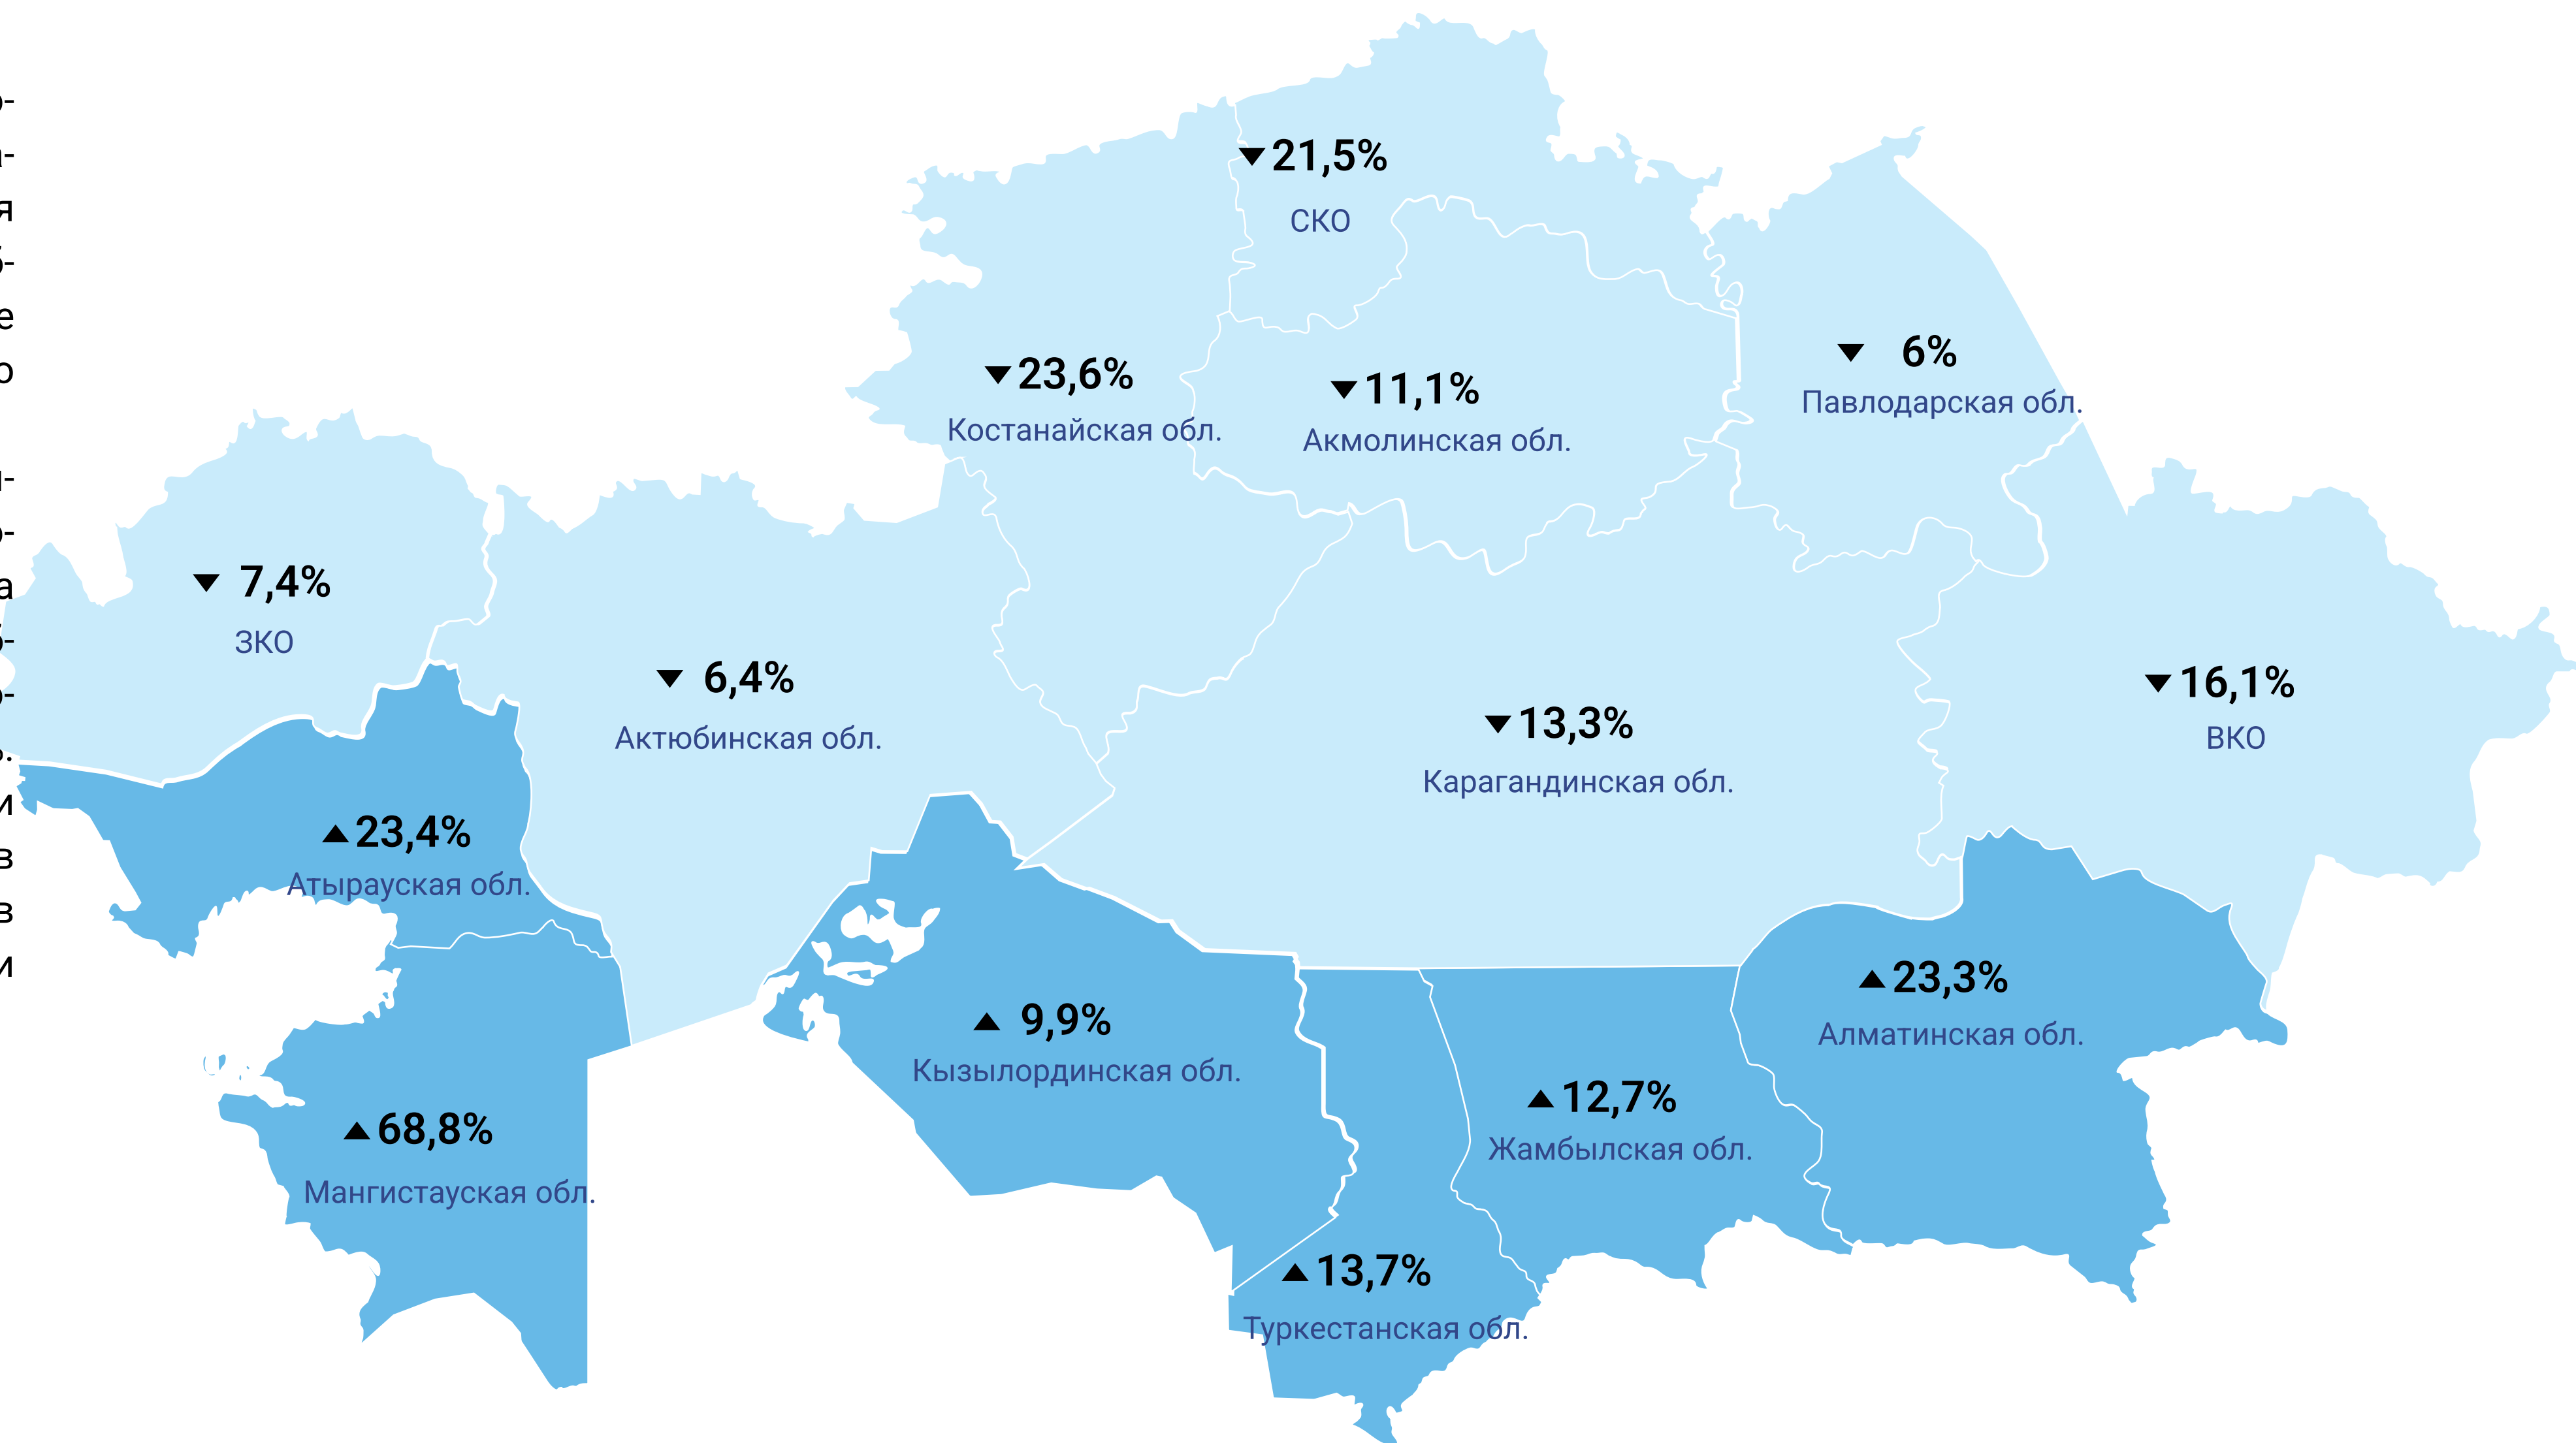 ▼ 21,5%
СКО
▼ 23,6%
Костанайская обл.
▼ 11,1%
Акмолинская обл.
▼ 6%
Павлодарская обл.
▼ 7,4%
ЗКО
▼ 6,4%
Актюбинская обл.
▼ 13,3%
Карагандинская обл.
▼ 16,1%
ВКО
▲ 23,4%
Атырауская обл.
▲ 68,8%
Мангистауская обл.
▲ 9,9%
Кызылординская обл.
▲ 13,7%
Туркестанская обл.
▲ 12,7%
Жамбылская обл.
▲ 23,3%
Алматинская обл.